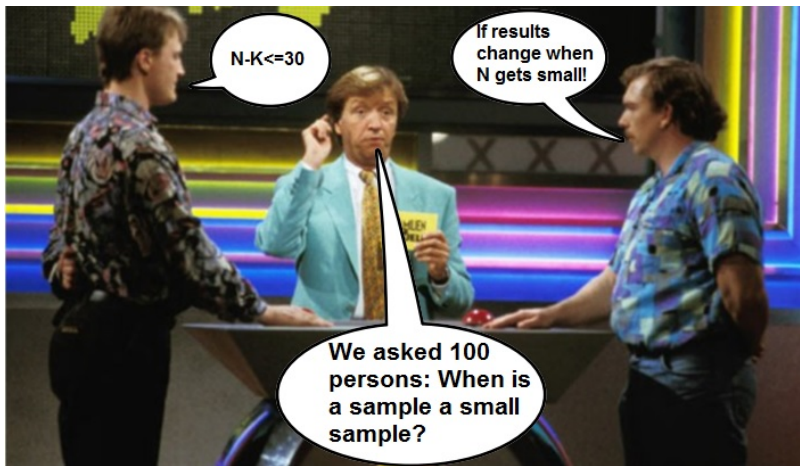 N-K<=30
If results
change when
N gets small!
X X X
We asked 100
persons: When is
a sample a small
sample?